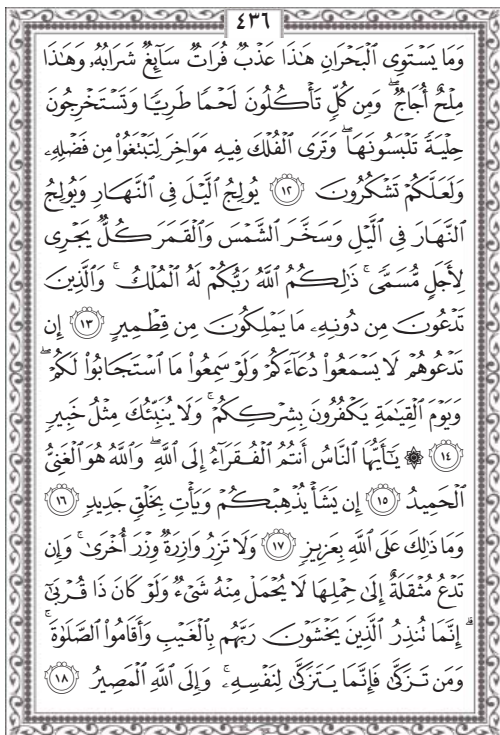 ٤٣٦
وَمَا يَسْتَوِى ٱلْبَحْرَانِ هَٰذَا عَذْبٌ فُرَاتٌ سَآئِغٌ شَرَابُهُۥ وَهَٰذَا
مِلْحٌ أُجَاجٌ ۖ وَمِن كُلٍّ تَأْكُلُونَ لَحْمًا طَرِيًّا وَتَسْتَخْرِجُونَ
حِلْيَةً تَلْبَسُونَهَا ۖ وَتَرَى ٱلْفُلْكَ فِيهِ مَوَاخِرَ لِتَبْتَغُوا۟ مِن فَضْلِهِۦ
وَلَعَلَّكُمْ تَشْكُرُونَ ١٢ يُولِجُ ٱلَّيْلَ فِى ٱلنَّهَارِ وَيُولِجُ
ٱلنَّهَارَ فِى ٱلَّيْلِ وَسَخَّرَ ٱلشَّمْسَ وَٱلْقَمَرَ كُلٌّ يَجْرِى
لِأَجَلٍ مُّسَمًّى ۚ ذَٰلِكُمُ ٱللَّهُ رَبُّكُمْ لَهُ ٱلْمُلْكُ ۚ وَٱلَّذِينَ
تَدْعُونَ مِن دُونِهِۦ مَا يَمْلِكُونَ مِن قِطْمِيرٍ ١٣ إِن
تَدْعُوهُمْ لَا يَسْمَعُوا۟ دُعَآءَكُمْ وَلَوْ سَمِعُوا۟ مَا ٱسْتَجَابُوا۟ لَكُمْ ۖ
وَيَوْمَ ٱلْقِيَٰمَةِ يَكْفُرُونَ بِشِرْكِكُمْ ۚ وَلَا يُنَبِّئُكَ مِثْلُ خَبِيرٍ
١٤ ۞ يَٰٓأَيُّهَا ٱلنَّاسُ أَنتُمُ ٱلْفُقَرَآءُ إِلَى ٱللَّهِ ۖ وَٱللَّهُ هُوَ ٱلْغَنِىُّ
ٱلْحَمِيدُ ١٥ إِن يَشَأْ يُذْهِبْكُمْ وَيَأْتِ بِخَلْقٍ جَدِيدٍ ١٦
وَمَا ذَٰلِكَ عَلَى ٱللَّهِ بِعَزِيزٍ ١٧ وَلَا تَزِرُ وَازِرَةٌ وِزْرَ أُخْرَىٰ ۚ وَإِن
تَدْعُ مُثْقَلَةٌ إِلَىٰ حِمْلِهَا لَا يُحْمَلْ مِنْهُ شَىْءٌ وَلَوْ كَانَ ذَا قُرْبَىٰٓ
ۗ إِنَّمَا تُنذِرُ ٱلَّذِينَ يَخْشَوْنَ رَبَّهُم بِٱلْغَيْبِ وَأَقَامُوا۟ ٱلصَّلَوٰةَ ۚ
وَمَن تَزَكَّىٰ فَإِنَّمَا يَتَزَكَّىٰ لِنَفْسِهِۦ ۚ وَإِلَى ٱللَّهِ ٱلْمَصِيرُ ١٨